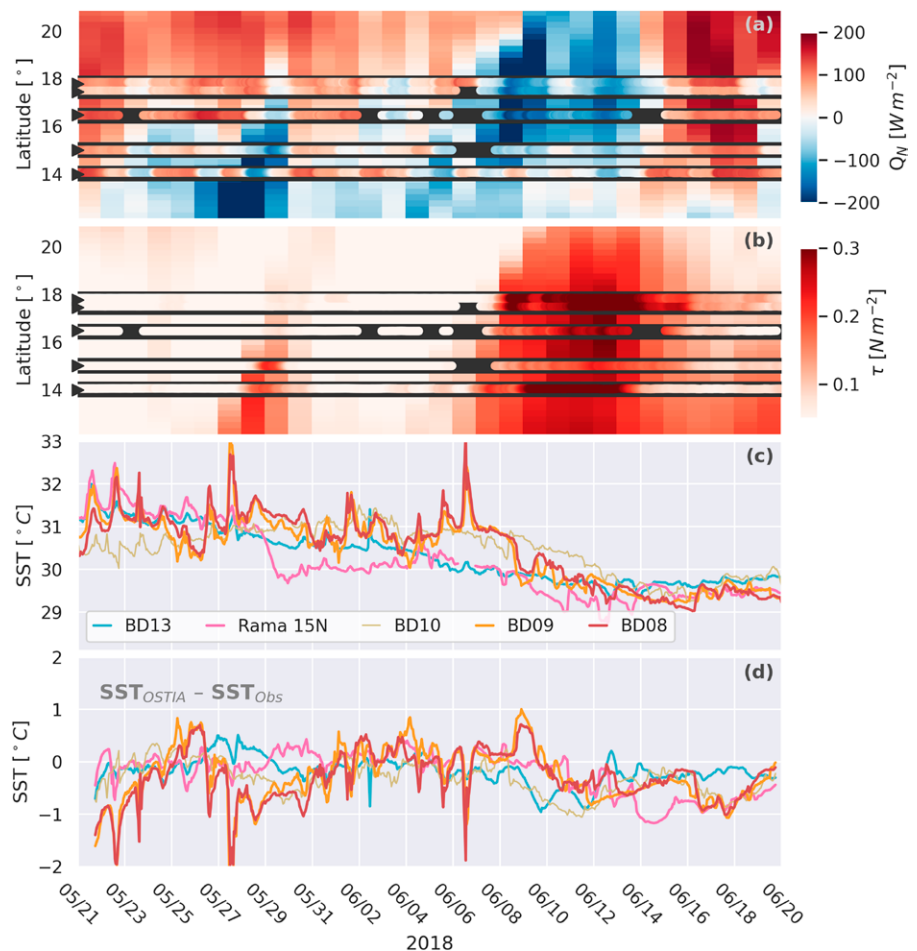 (a)
20
18
16
14
Latitude [°]
200
100
0
−100
−200
Q_N [W m^−2]
(b)
20
18
16
14
Latitude [°]
0.3
0.2
0.1
τ [N m^−2]
(c)
33
32
31
30
29
SST [°C]
BD13 Rama 15N BD10 BD09 BD08
(d)
SST_OSTIA – SST_Obs
2
1
0
−1
−2
SST [°C]
05/21 05/23 05/25 05/27 05/29 05/31 06/02 06/04 06/06 06/08 06/10 06/12 06/14 06/16 06/18 06/20
2018